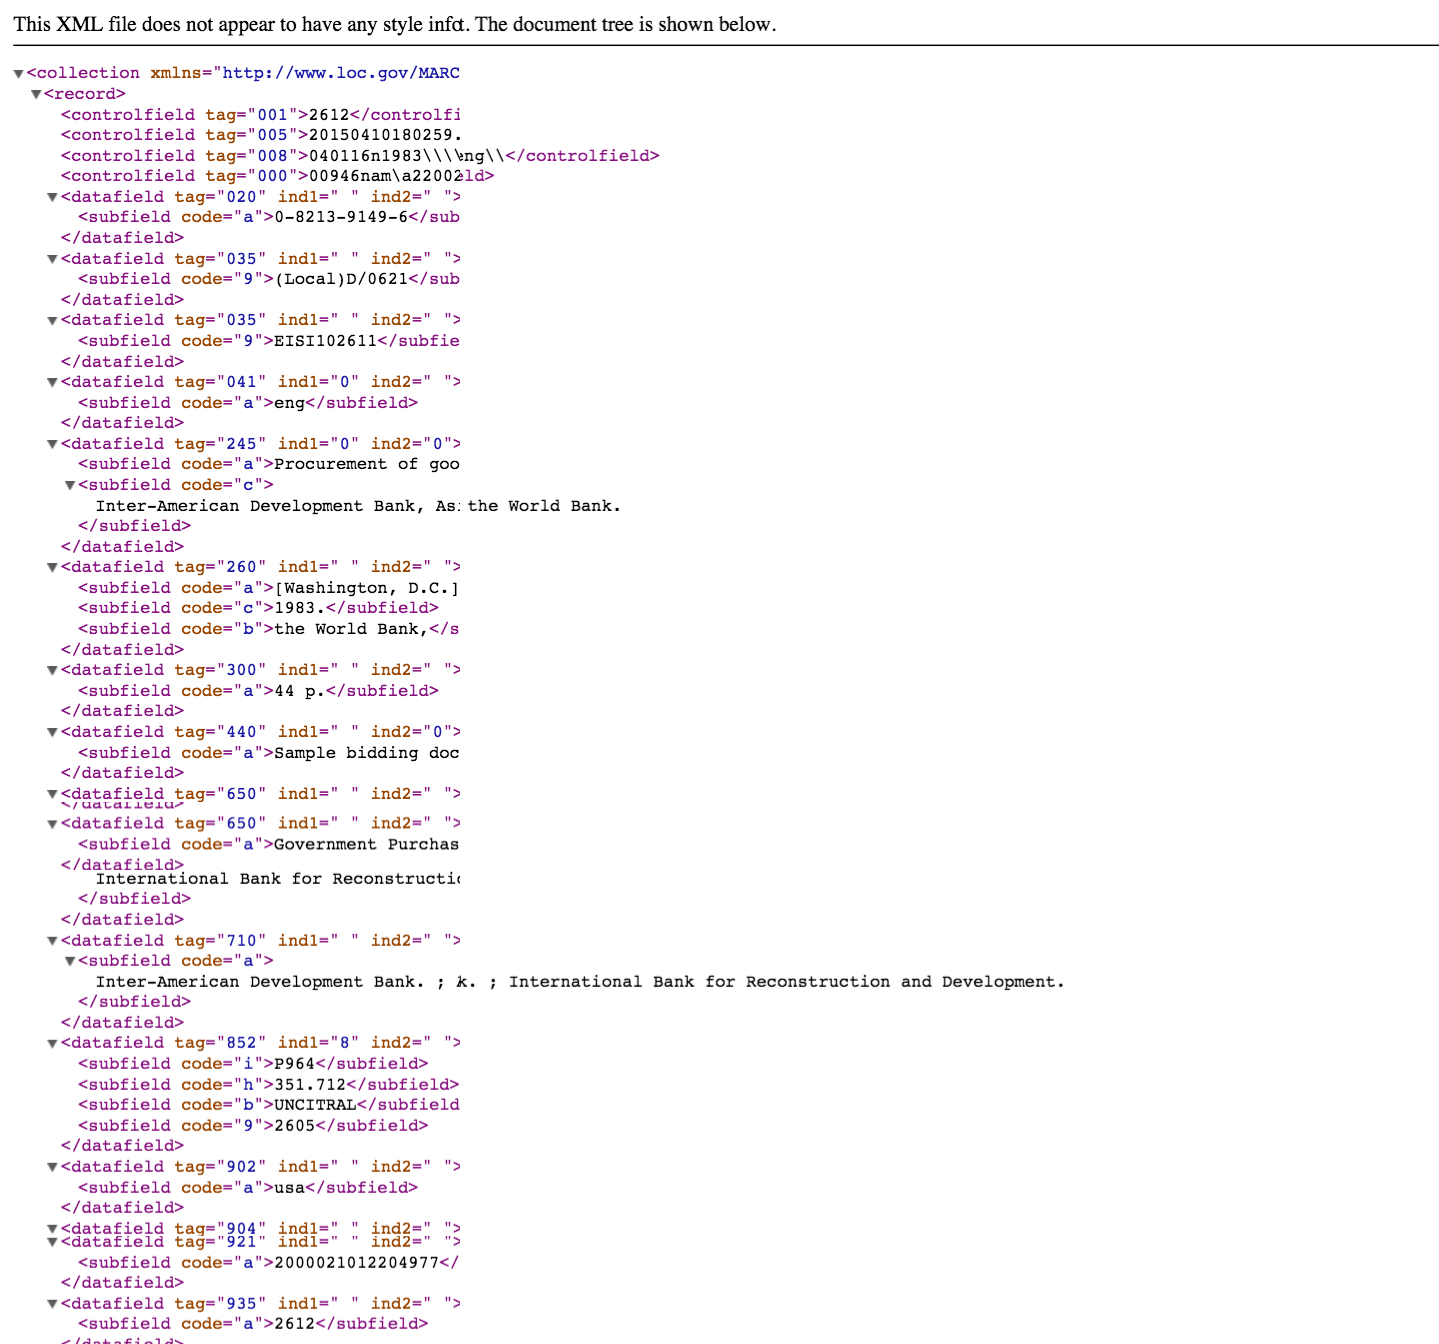 This XML file does not appear to have any style info. The document tree is shown below.
▼<collection xmlns="http://www.loc.gov/MARC
▼<record>
<controlfield tag="001">2612</controlfi
<controlfield tag="005">20150410180259.
<controlfield tag="008">040116n1983\\\\eng\\</controlfield>
<controlfield tag="000">00946nam\a22002eld>
▼<datafield tag="020" ind1=" " ind2=" ">
<subfield code="a">0-8213-9149-6</sub
</datafield>
▼<datafield tag="035" ind1=" " ind2=" ">
<subfield code="9">(Local)D/0621</sub
</datafield>
▼<datafield tag="035" ind1=" " ind2=" ">
<subfield code="9">EISI102611</subfie
</datafield>
▼<datafield tag="041" ind1="0" ind2=" ">
<subfield code="a">eng</subfield>
</datafield>
▼<datafield tag="245" ind1="0" ind2="0">
<subfield code="a">Procurement of goo
▼<subfield code="c">
Inter-American Development Bank, As the World Bank.
</subfield>
</datafield>
▼<datafield tag="260" ind1=" " ind2=" ">
<subfield code="a">[Washington, D.C.]
<subfield code="c">1983.</subfield>
<subfield code="b">the World Bank,</s
</datafield>
▼<datafield tag="300" ind1=" " ind2=" ">
<subfield code="a">44 p.</subfield>
</datafield>
▼<datafield tag="440" ind1=" " ind2="0">
<subfield code="a">Sample bidding doc
</datafield>
▼<datafield tag="650" ind1=" " ind2=" ">
</datafield>
▼<datafield tag="650" ind1=" " ind2=" ">
<subfield code="a">Government Purchas
</datafield>
International Bank for Reconstructi
</subfield>
</datafield>
▼<datafield tag="710" ind1=" " ind2=" ">
▼<subfield code="a">
Inter-American Development Bank. ; k. ; International Bank for Reconstruction and Development.
</subfield>
</datafield>
▼<datafield tag="852" ind1="8" ind2=" ">
<subfield code="i">P964</subfield>
<subfield code="h">351.712</subfield>
<subfield code="b">UNCITRAL</subfield
<subfield code="9">2605</subfield>
</datafield>
▼<datafield tag="902" ind1=" " ind2=" ">
<subfield code="a">usa</subfield>
</datafield>
▼<datafield tag="904" ind1=" " ind2=" ">
▼<datafield tag="921" ind1=" " ind2=" ">
<subfield code="a">2000021012204977</
</datafield>
▼<datafield tag="935" ind1=" " ind2=" ">
<subfield code="a">2612</subfield>
</datafield>